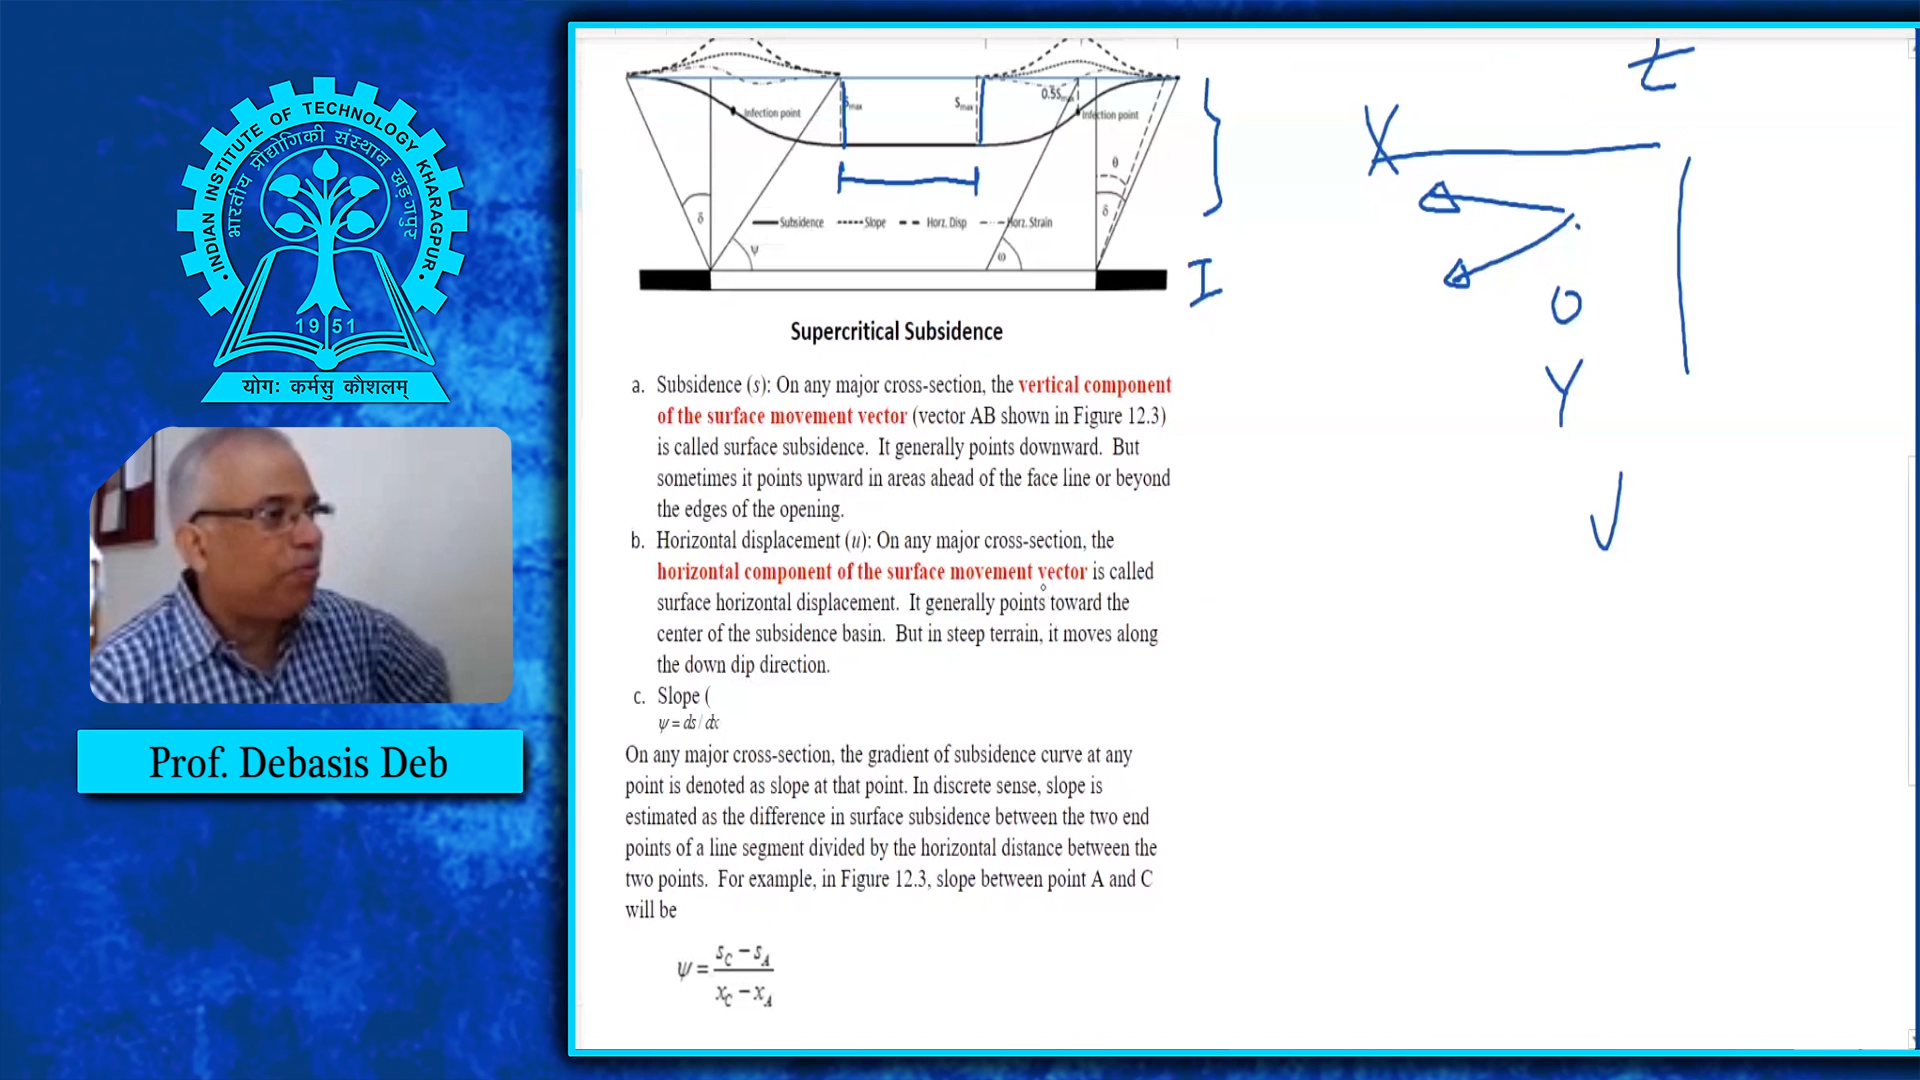 INDIAN INSTITUTE OF TECHNOLOGY KHARAGPUR
भारतीय प्रौद्योगिकी संस्थान खड़गपुर
1951
योगः कर्मसु कौशलम्
Prof. Debasis Deb
Infection point
Smax
Smax
0.5Smax
Infection point
θ
δ
δ
ψ
ω
Subsidence Slope Horz. Disp Horz. Strain
Supercritical Subsidence
a. Subsidence (s): On any major cross-section, the vertical component
of the surface movement vector (vector AB shown in Figure 12.3)
is called surface subsidence. It generally points downward. But
sometimes it points upward in areas ahead of the face line or beyond
the edges of the opening.
b. Horizontal displacement (u): On any major cross-section, the
horizontal component of the surface movement vector is called
surface horizontal displacement. It generally points toward the
center of the subsidence basin. But in steep terrain, it moves along
the down dip direction.
c. Slope (
ψ = ds / dx
On any major cross-section, the gradient of subsidence curve at any
point is denoted as slope at that point. In discrete sense, slope is
estimated as the difference in surface subsidence between the two end
points of a line segment divided by the horizontal distance between the
two points. For example, in Figure 12.3, slope between point A and C
will be
ψ = (sC − sA) / (xC − xA)
t
X
I
O
Y